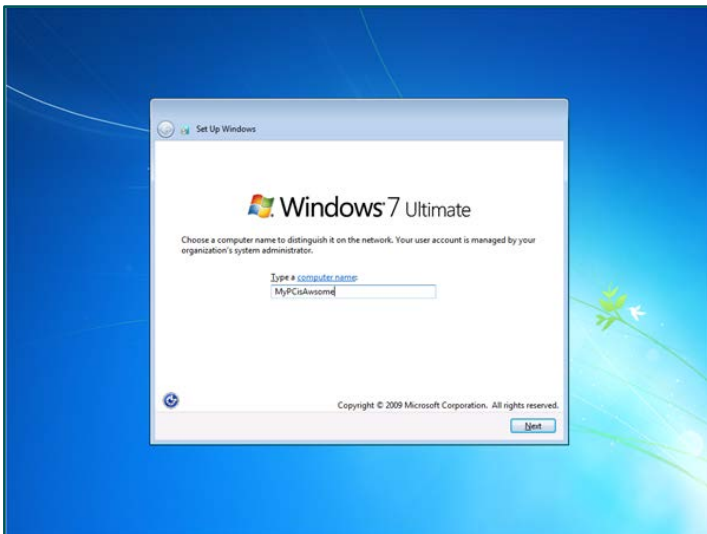 Set Up Windows
Windows 7 Ultimate
Choose a computer name to distinguish it on the network. Your user account is managed by your
organization's system administrator.
Type a computer name:
MyPCisAwsome
Copyright © 2009 Microsoft Corporation. All rights reserved.
Next